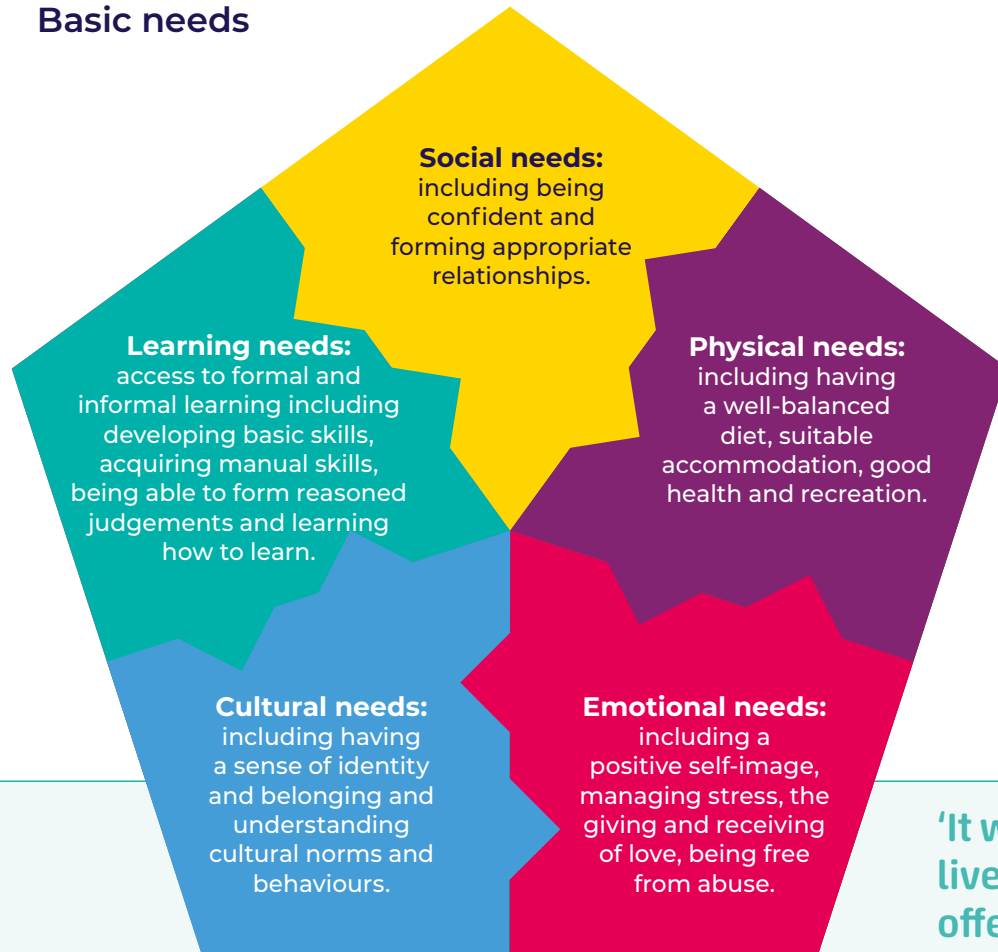 Basic needs
Social needs:
including being
confident and
forming appropriate
relationships.
Learning needs:
access to formal and
informal learning including
developing basic skills,
acquiring manual skills,
being able to form reasoned
judgements and learning
how to learn.
Physical needs:
including having
a well-balanced
diet, suitable
accommodation, good
health and recreation.
Cultural needs:
including having
a sense of identity
and belonging and
understanding
cultural norms and
behaviours.
Emotional needs:
including a
positive self-image,
managing stress, the
giving and receiving
of love, being free
from abuse.
‘It
live